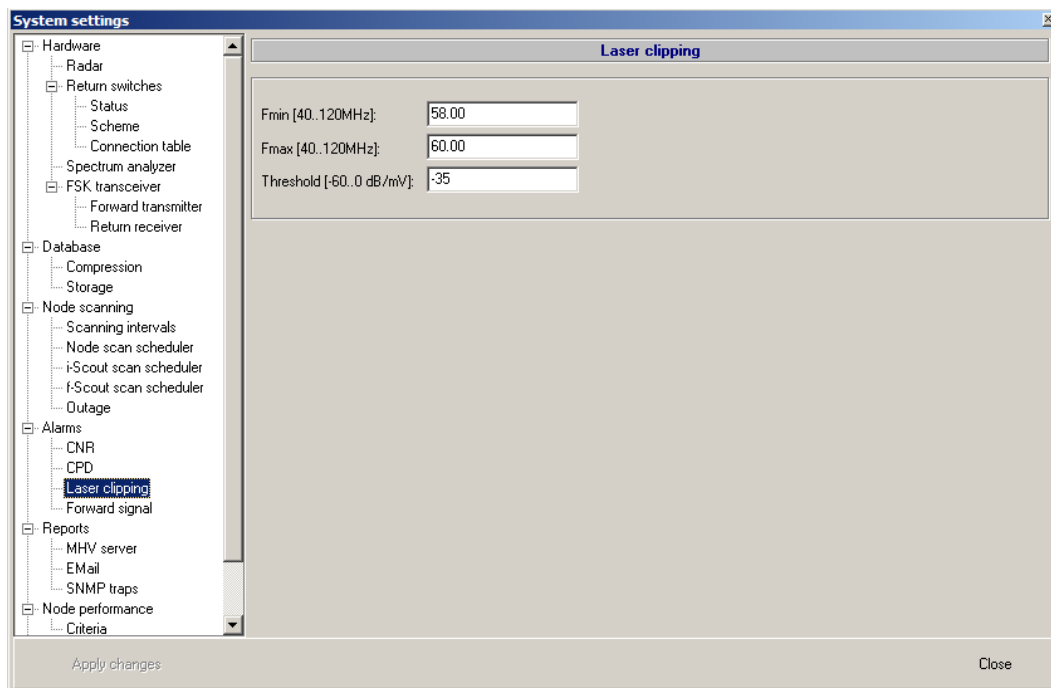 System settings
Hardware
Radar
Return switches
Status
Scheme
Connection table
Spectrum analyzer
FSK transceiver
Forward transmitter
Return receiver
Database
Compression
Storage
Node scanning
Scanning intervals
Node scan scheduler
i-Scout scan scheduler
f-Scout scan scheduler
Outage
Alarms
CNR
CPD
Laser clipping
Forward signal
Reports
MHV server
EMail
SNMP traps
Node performance
Criteria
Laser clipping
Fmin [40..120MHz]: 58.00
Fmax [40..120MHz]: 60.00
Threshold [-60..0 dB/mV]: -35
Apply changes
Close